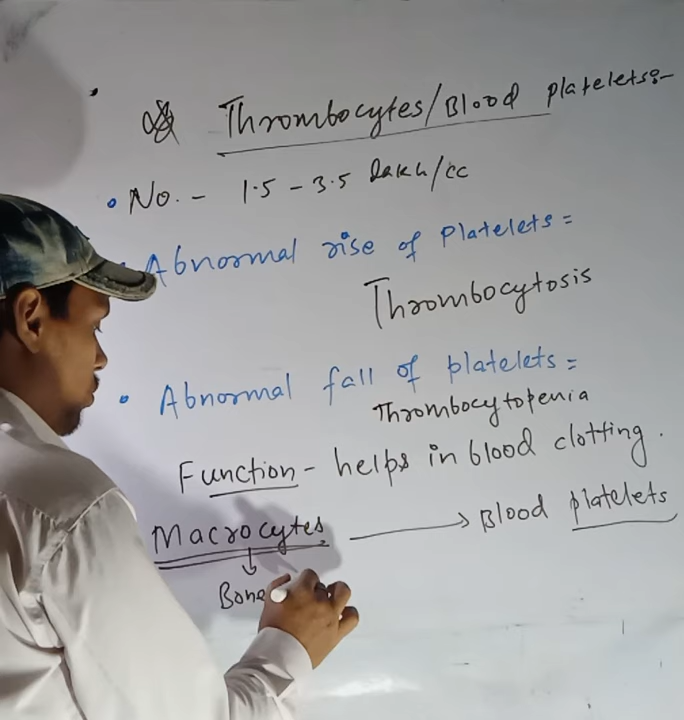 Thrombocytes/Blood platelets:-
• No. - 1.5 - 3.5 lakh/cc
Abnormal rise of Platelets =
Thrombocytosis
• Abnormal fall of platelets =
Thrombocytopenia
Function - helps in blood clotting.
Macrocytes → Blood platelets
↓
Bone